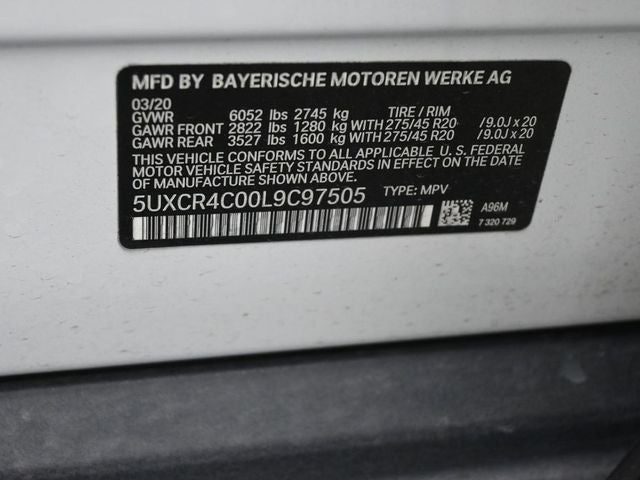 MFD BY BAYERISCHE MOTOREN WERKE AG
03/20
GVWR 6052 lbs 2745 kg TIRE / RIM
GAWR FRONT 2822 lbs 1280 kg WITH 275/45 R20 /9.0J x 20
GAWR REAR 3527 lbs 1600 kg WITH 275/45 R20 /9.0J x 20
THIS VEHICLE CONFORMS TO ALL APPLICABLE U. S. FEDERAL
MOTOR VEHICLE SAFETY STANDARDS IN EFFECT ON THE
DATE OF MANUFACTURE SHOWN ABOVE.
5UXCR4C00L9C97505 TYPE: MPV
A96M
7 320 729